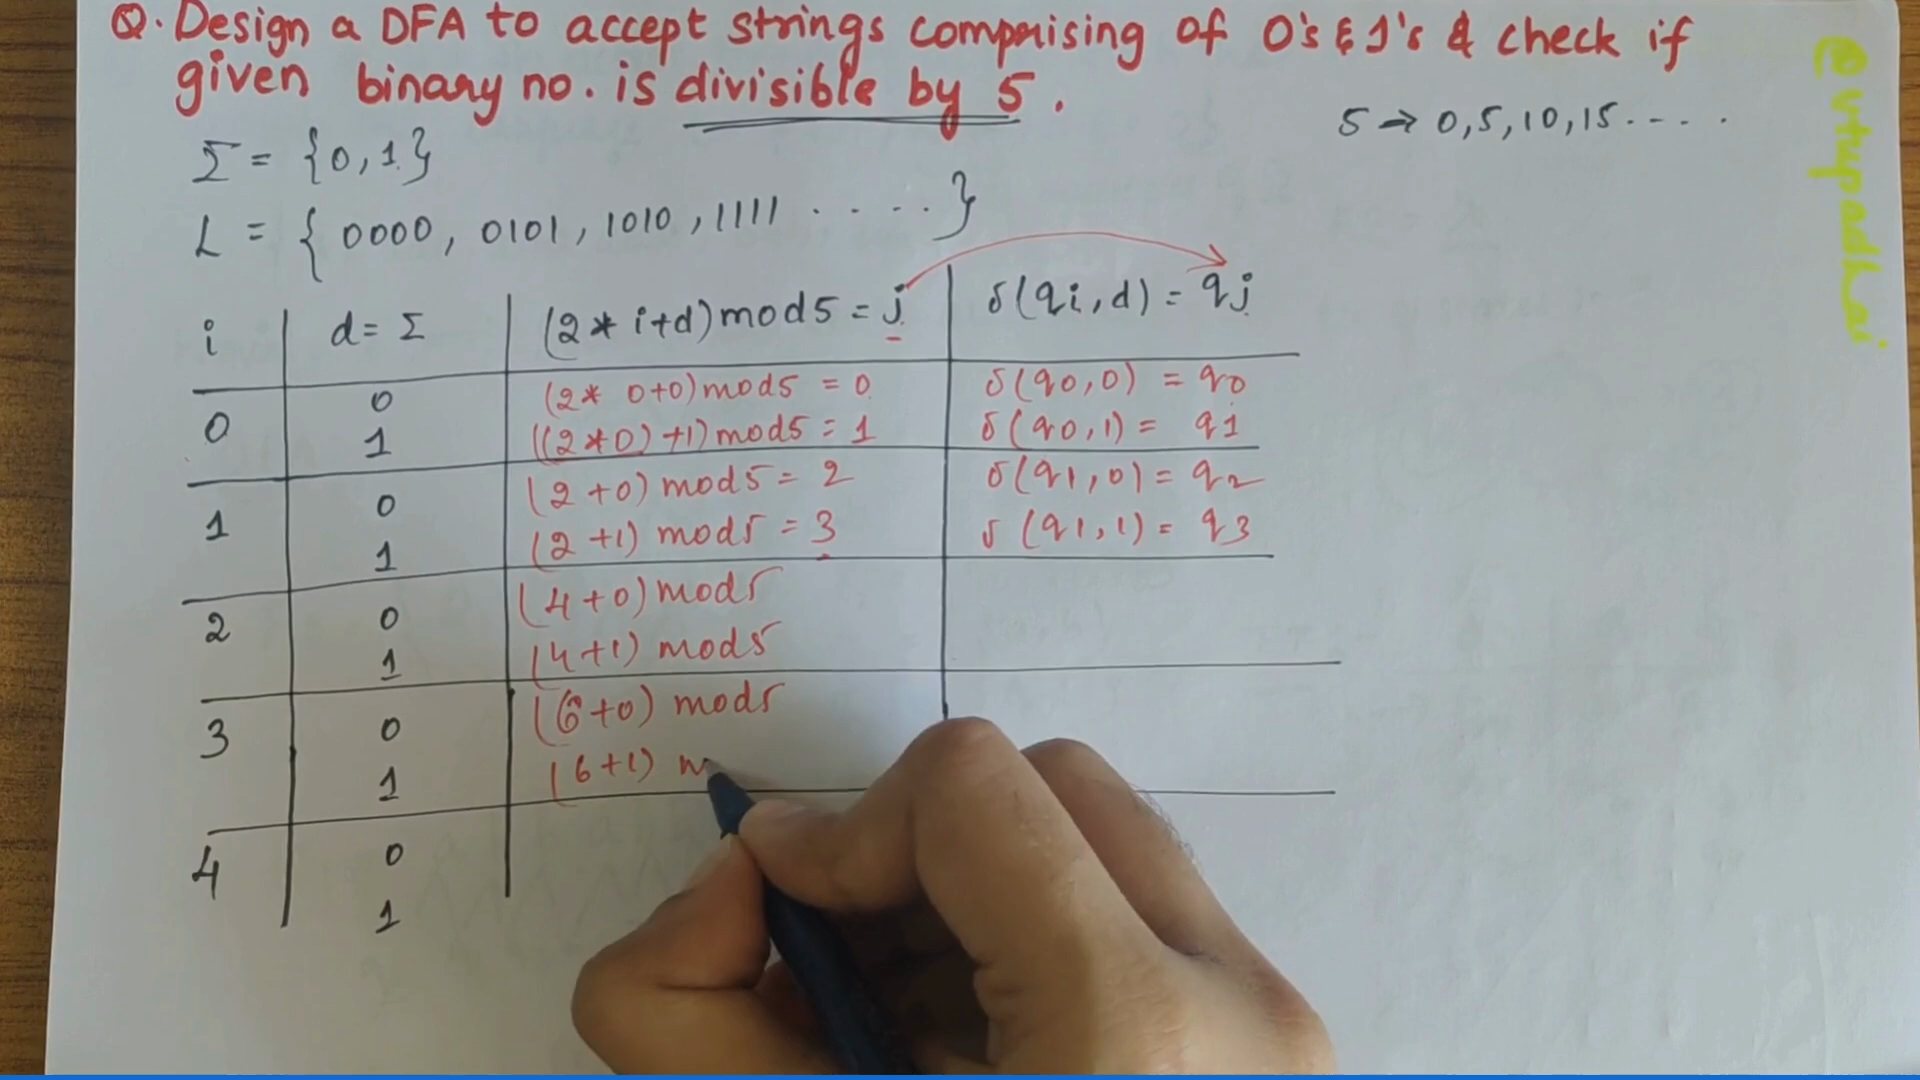 Q. Design a DFA to accept strings comprising of 0's & 1's & check if
given binary no. is divisible by 5.
5 → 0,5,10,15 - - - .
Σ = {0,1}
L = { 0000, 0101, 1010, 1111 . . . . . }
i
d = Σ
(2 * i+d) mod5 = j
δ(qi,d) = qj
0
0
(2* 0+0) mod5 = 0
δ(q0,0) = q0
1
((2*0)+1) mod5 = 1
δ(q0,1) = q1
1
0
(2+0) mod5 = 2
δ(q1,0) = q2
1
(2+1) mod5 = 3
δ(q1,1) = q3
2
0
(4+0) mod5
1
(4+1) mod5
3
0
(6+0) mod5
1
(6+1) m
4
0
1
@vtupadhai